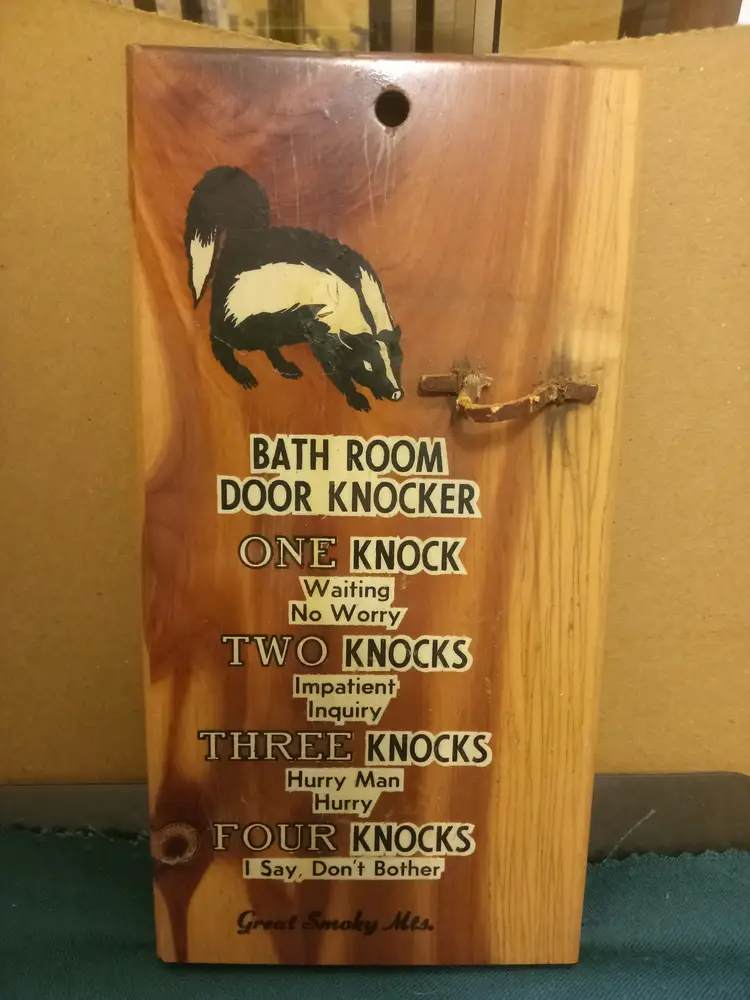 BATH ROOM
DOOR KNOCKER
ONE KNOCK
Waiting
No Worry
TWO KNOCKS
Impatient
Inquiry
THREE KNOCKS
Hurry Man
Hurry
FOUR KNOCKS
I Say, Don't Bother
Great Smoky Mts.